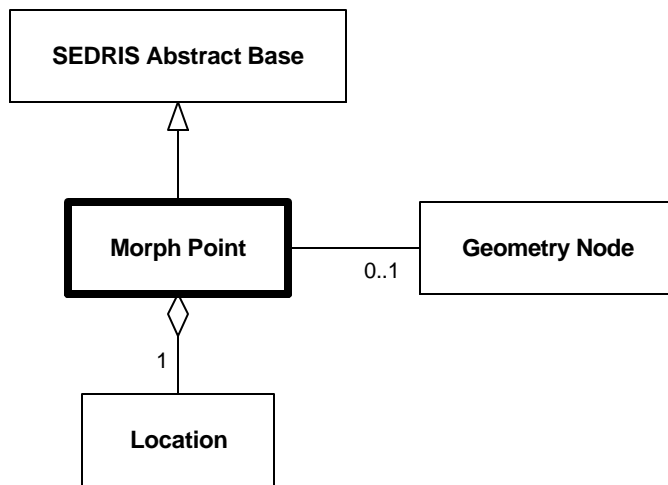 SEDRIS Abstract Base
Morph Point
Geometry Node
0..1
1
Location